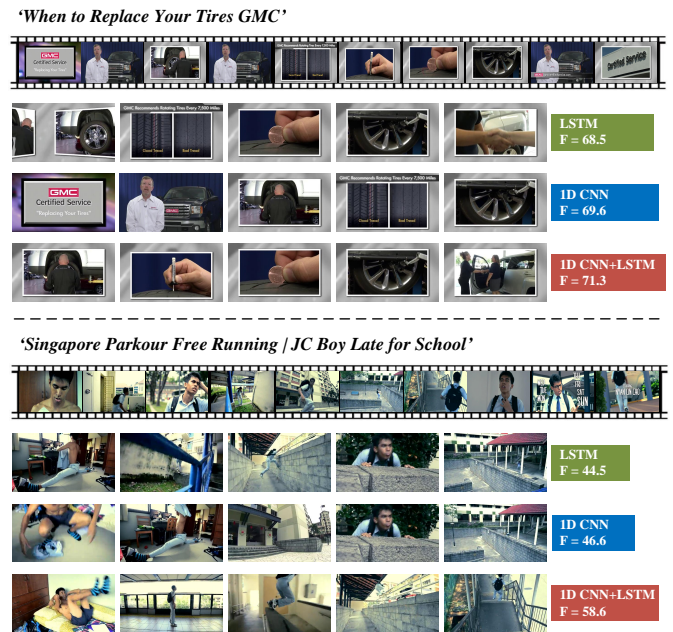 ‘When to Replace Your Tires GMC’
GMC
Certified Service
"Replacing Your Tires"
Certified Service
GMC Recommends Rotating Tires Every 7,500 Miles
Good Tread Bad Tread
LSTM
F = 68.5
GMC
Certified Service
"Replacing Your Tires"
GMC Recommends Rotating Tires Every 7,500 Miles
Good Tread Bad Tread
1D CNN
F = 69.6
1D CNN+LSTM
F = 71.3
‘Singapore Parkour Free Running | JC Boy Late for School’
LSTM
F = 44.5
1D CNN
F = 46.6
1D CNN+LSTM
F = 58.6